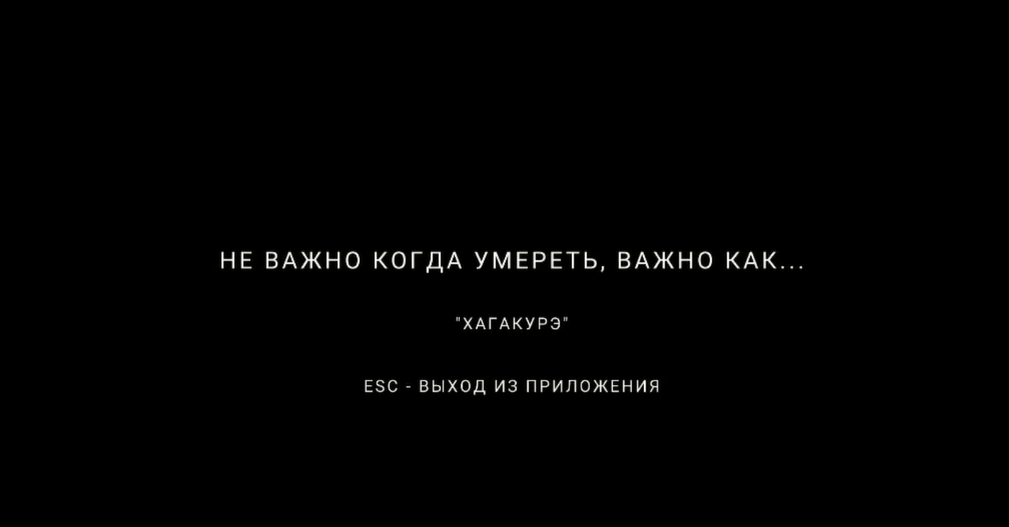 НЕ ВАЖНО КОГДА УМЕРЕТЬ, ВАЖНО КАК...
"ХАГАКУРЭ"
ESC - ВЫХОД ИЗ ПРИЛОЖЕНИЯ